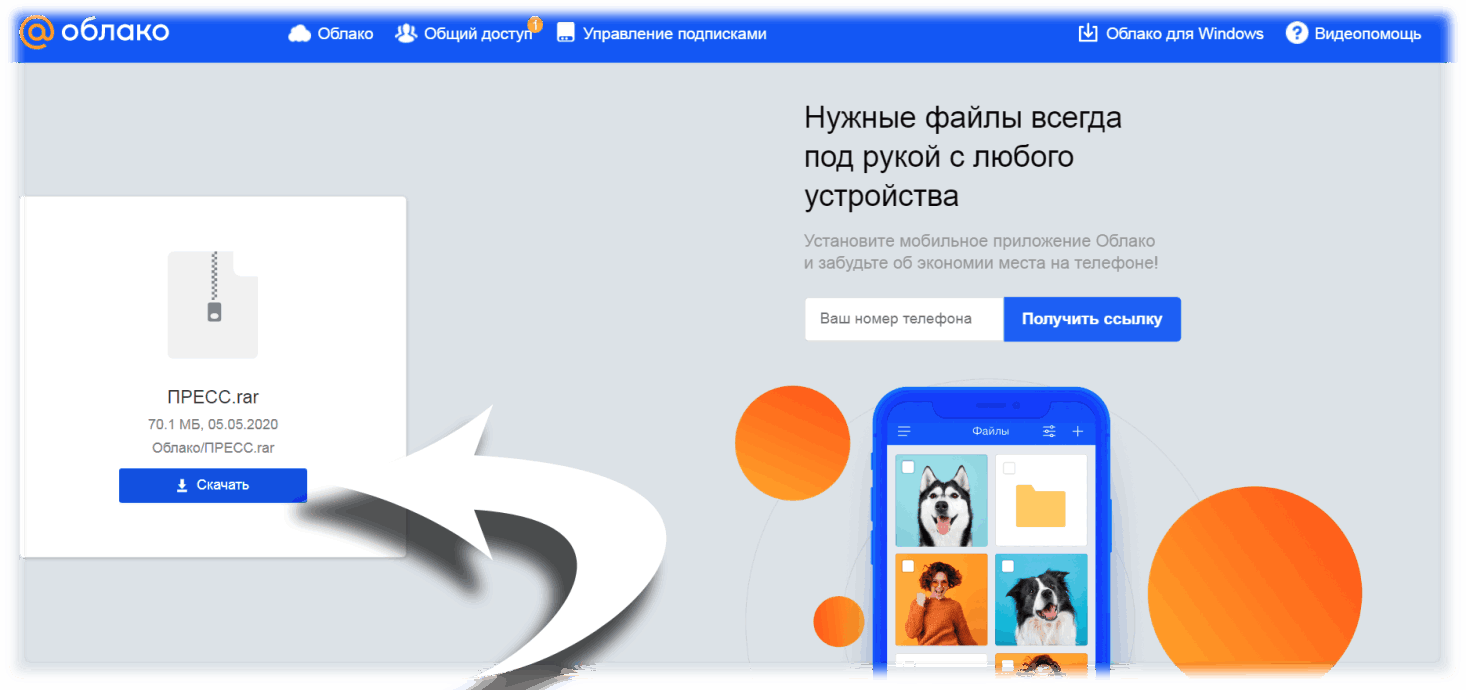 @ облако
Облако
Общий доступ
1
Управление подписками
Облако для Windows
? Видеопомощь
Нужные файлы всегда
под рукой с любого
устройства
Установите мобильное приложение Облако
и забудьте об экономии места на телефоне!
Ваш номер телефона
Получить ссылку
ПРЕСС.rar
70.1 МБ, 05.05.2020
Облако/ПРЕСС.rar
Скачать
Файлы